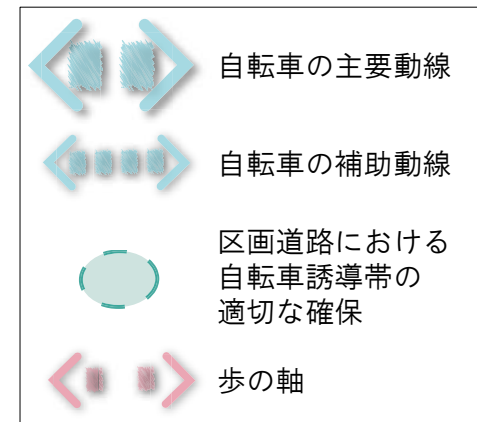 自転車の主要動線
自転車の補助動線
区画道路における
自転車誘導帯の
適切な確保
歩の軸